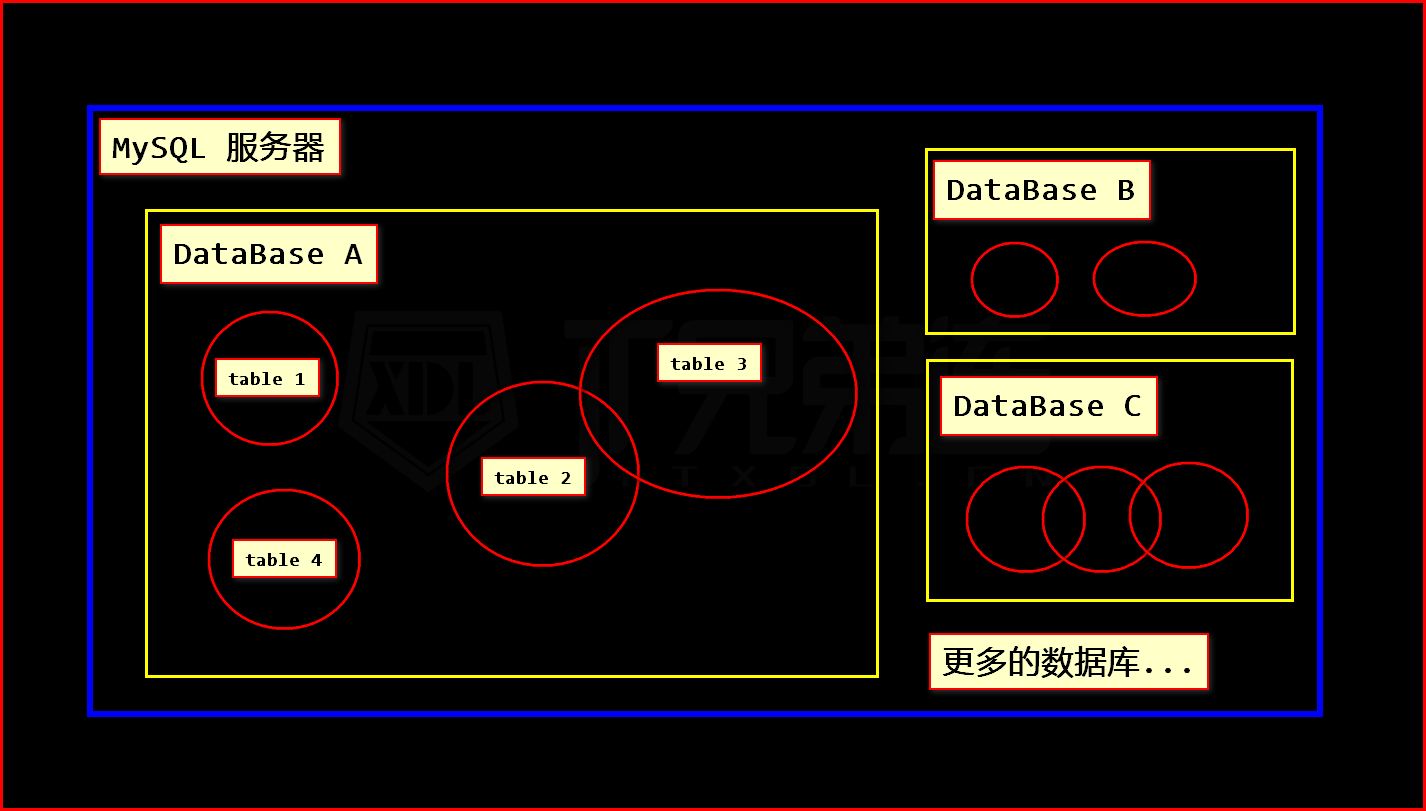 MySQL 服务器
DataBase A
table 1
table 2
table 3
table 4
DataBase B
DataBase C
更多的数据库...